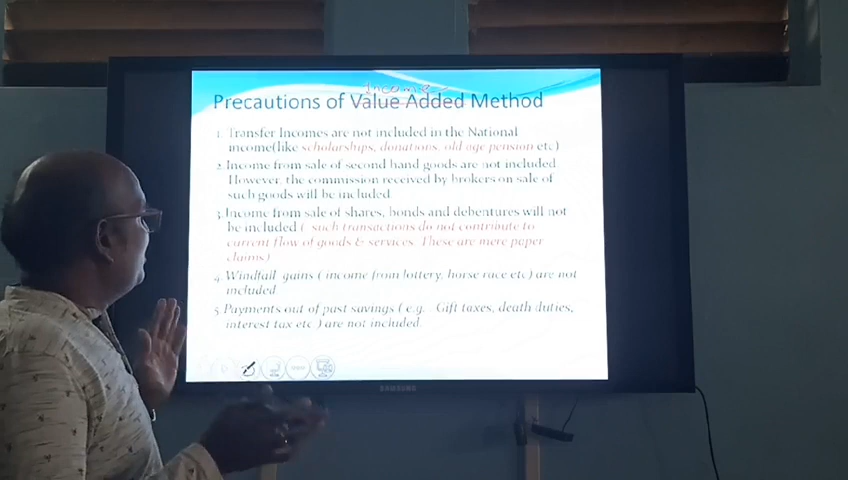 Income
Precautions of Value Added Method
1. Transfer Incomes are not included in the National
income(like scholarships, donations, old age pension etc)
2. Income from sale of second hand goods are not included.
However, the commission received by brokers on sale of
such goods will be included
3. Income from sale of shares, bonds and debentures will not
be included ( such transactions do not contribute to
current flow of goods & services. These are mere paper
claims)
4. Windfall gains ( income from lottery, horse race etc) are not
included.
5. Payments out of past savings ( e.g. Gift taxes, death duties,
interest tax etc.) are not included.
SAMSUNG